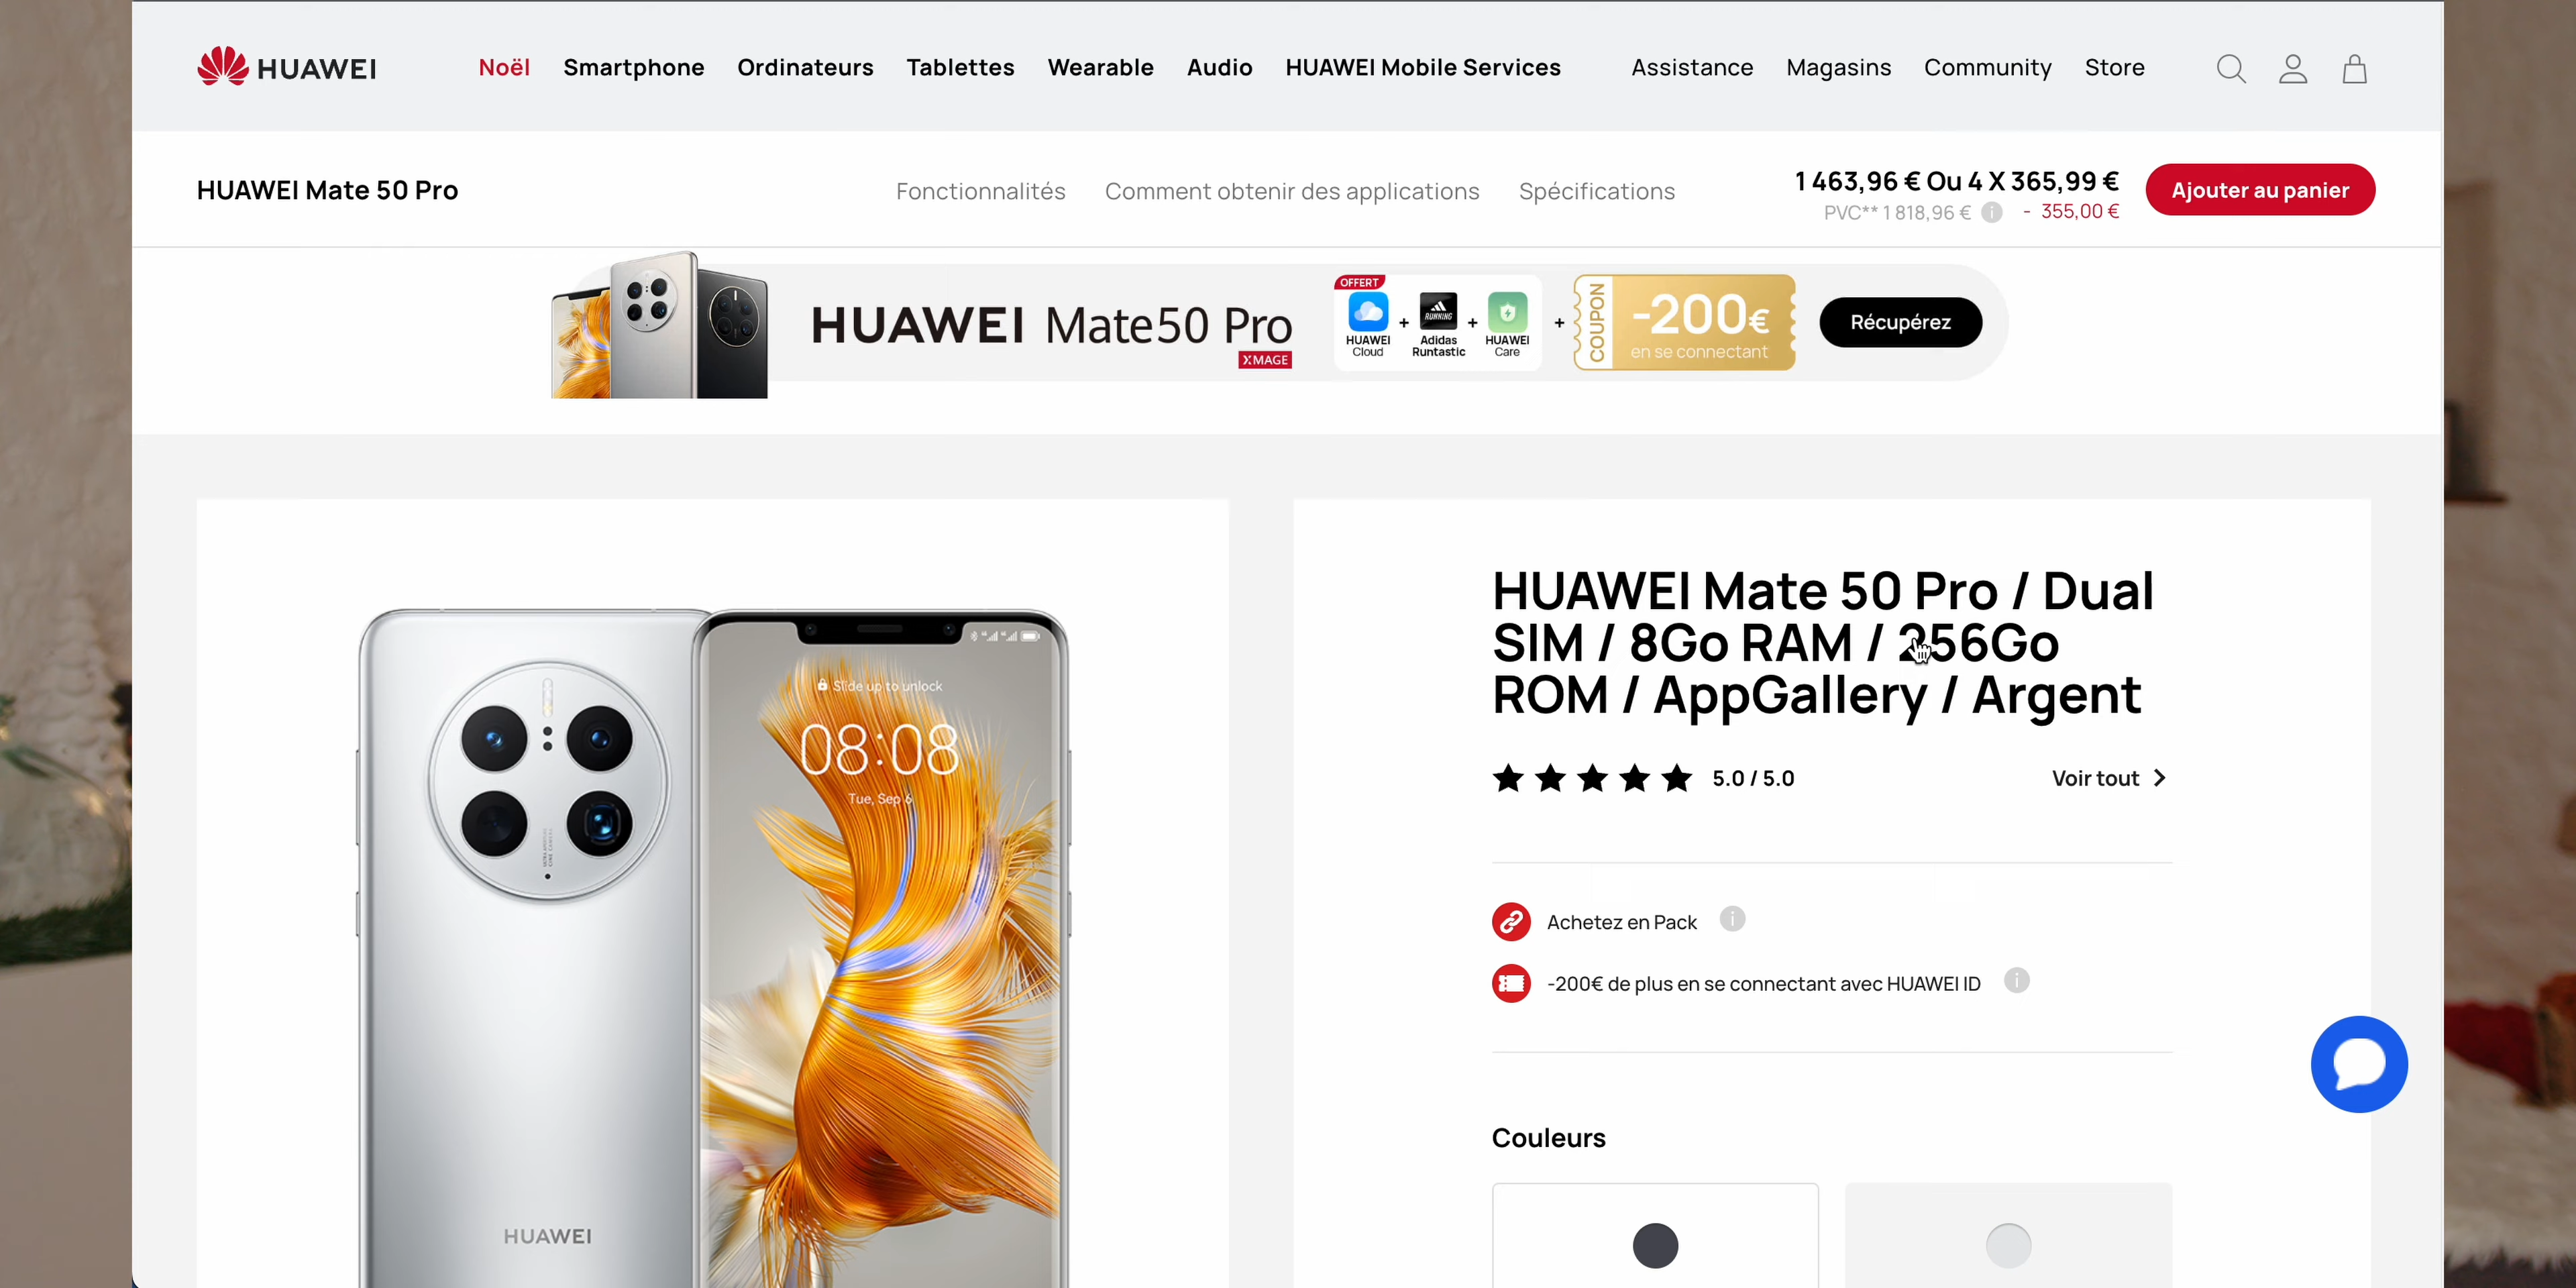 HUAWEI
Noël Smartphone Ordinateurs Tablettes Wearable Audio HUAWEI Mobile Services Assistance Magasins Community Store
HUAWEI Mate 50 Pro
Fonctionnalités Comment obtenir des applications Spécifications
1 463,96 € Ou 4 X 365,99 €
PVC** 1 818,96 € - 355,00 €
Ajouter au panier
HUAWEI Mate50 Pro
XMAGE
OFFERT
HUAWEI Cloud
+
RUNNING
Adidas Runtastic
+
HUAWEI Care
+
COUPON
-200€
en se connectant
Récupérez
Slide up to unlock
08:08
Tue, Sep 6
HUAWEI
HUAWEI Mate 50 Pro / Dual
SIM / 8Go RAM / 256Go
ROM / AppGallery / Argent
5.0 / 5.0
Voir tout
Achetez en Pack
-200€ de plus en se connectant avec HUAWEI ID
Couleurs